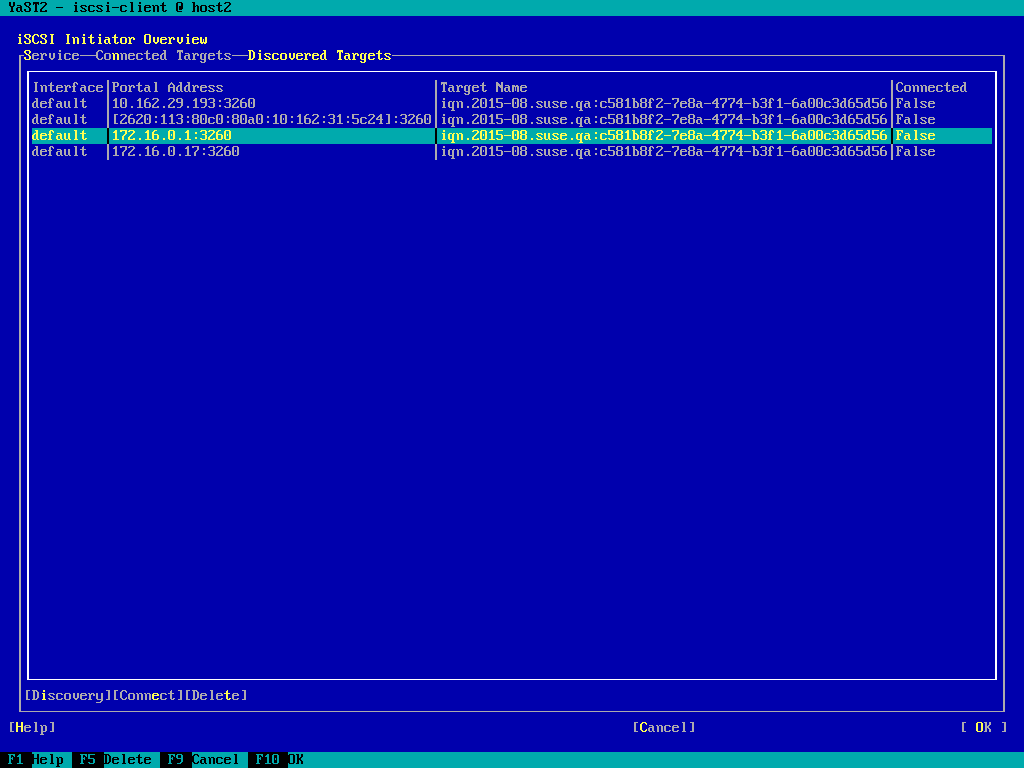 YaST2 - iscsi-client @ host2
iSCSI Initiator Overview
Service Connected Targets Discovered Targets
Interface|Portal Address|Target Name|Connected
default|10.162.29.193:3260|iqn.2015-08.suse.qa:c581b8f2-7e8a-4774-b3f1-6a00c3d65d56|False
default|[2620:113:80c0:80a0:10:162:31:5c24]:3260|iqn.2015-08.suse.qa:c581b8f2-7e8a-4774-b3f1-6a00c3d65d56|False
default|172.16.0.1:3260|iqn.2015-08.suse.qa:c581b8f2-7e8a-4774-b3f1-6a00c3d65d56|False
default|172.16.0.17:3260|iqn.2015-08.suse.qa:c581b8f2-7e8a-4774-b3f1-6a00c3d65d56|False
[Discovery][Connect][Delete]
[Help] [Cancel] [ OK ]
F1 Help F5 Delete F9 Cancel F10 OK